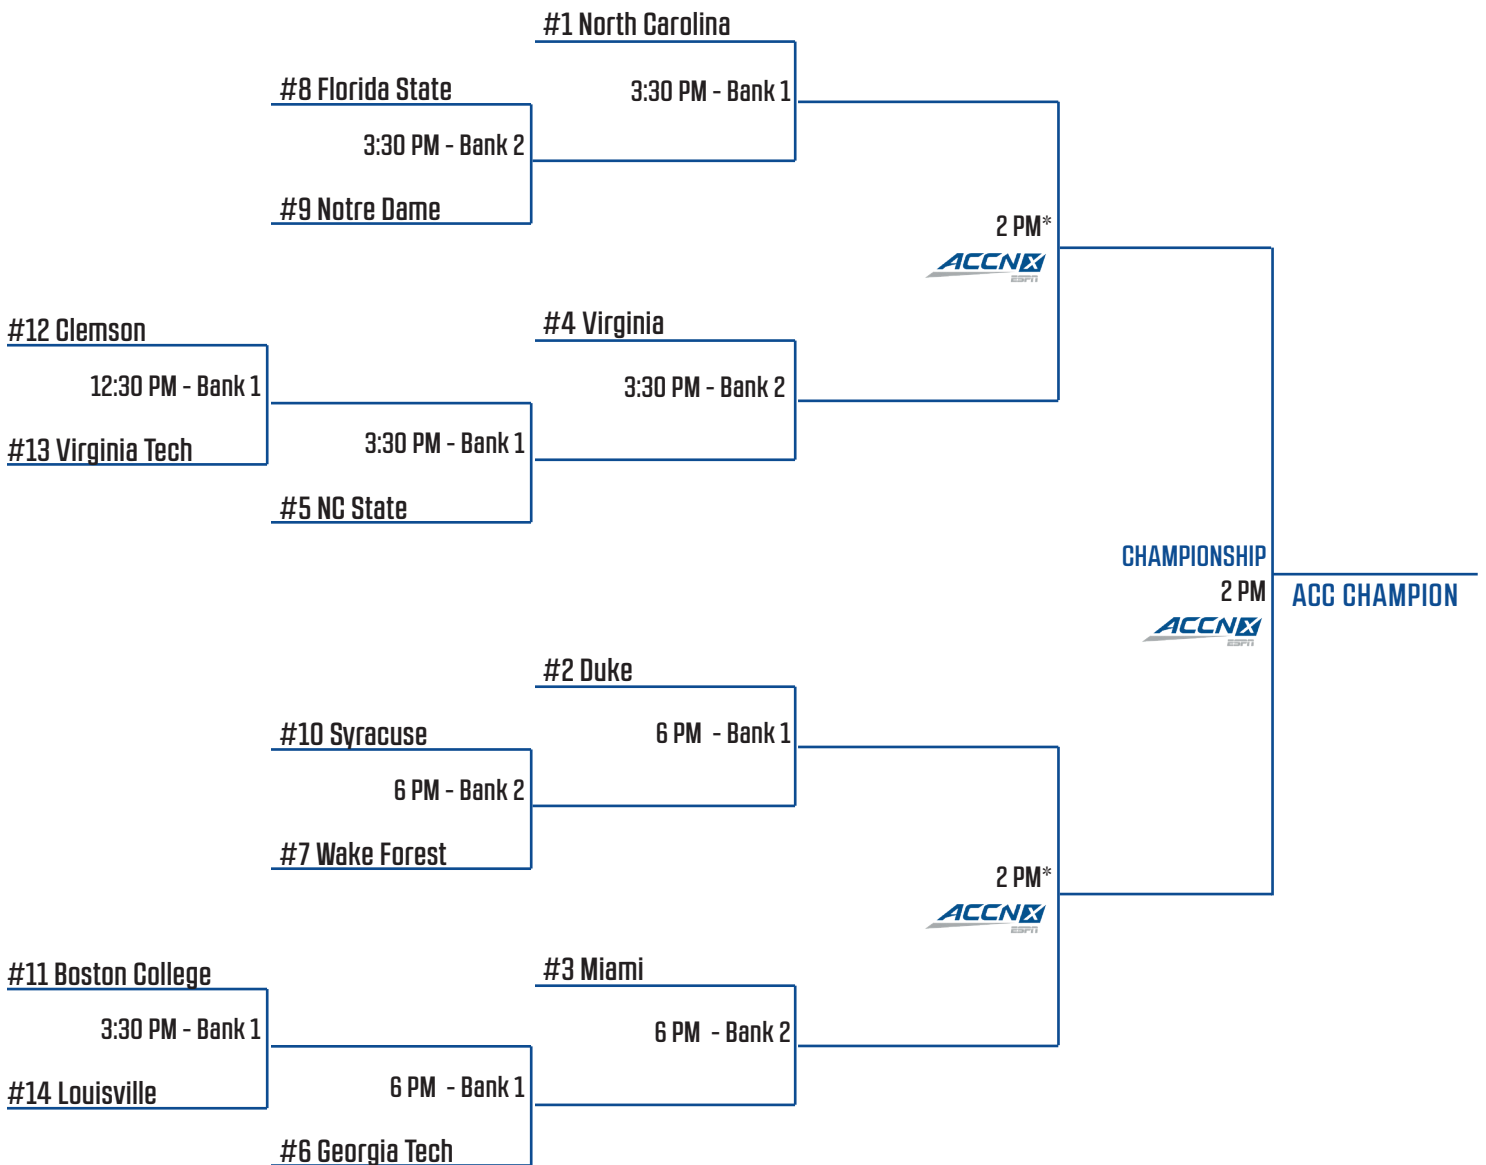 #1 North Carolina
#8 Florida State
3:30 PM - Bank 1
3:30 PM - Bank 2
#9 Notre Dame
2 PM*
ACCNX
ESPN
#12 Clemson
#4 Virginia
12:30 PM - Bank 1
3:30 PM - Bank 2
#13 Virginia Tech
3:30 PM - Bank 1
#5 NC State
CHAMPIONSHIP
2 PM
ACC CHAMPION
ACCNX
ESPN
#2 Duke
#10 Syracuse
6 PM - Bank 1
6 PM - Bank 2
#7 Wake Forest
2 PM*
ACCNX
ESPN
#11 Boston College
#3 Miami
3:30 PM - Bank 1
6 PM - Bank 2
#14 Louisville
6 PM - Bank 1
#6 Georgia Tech